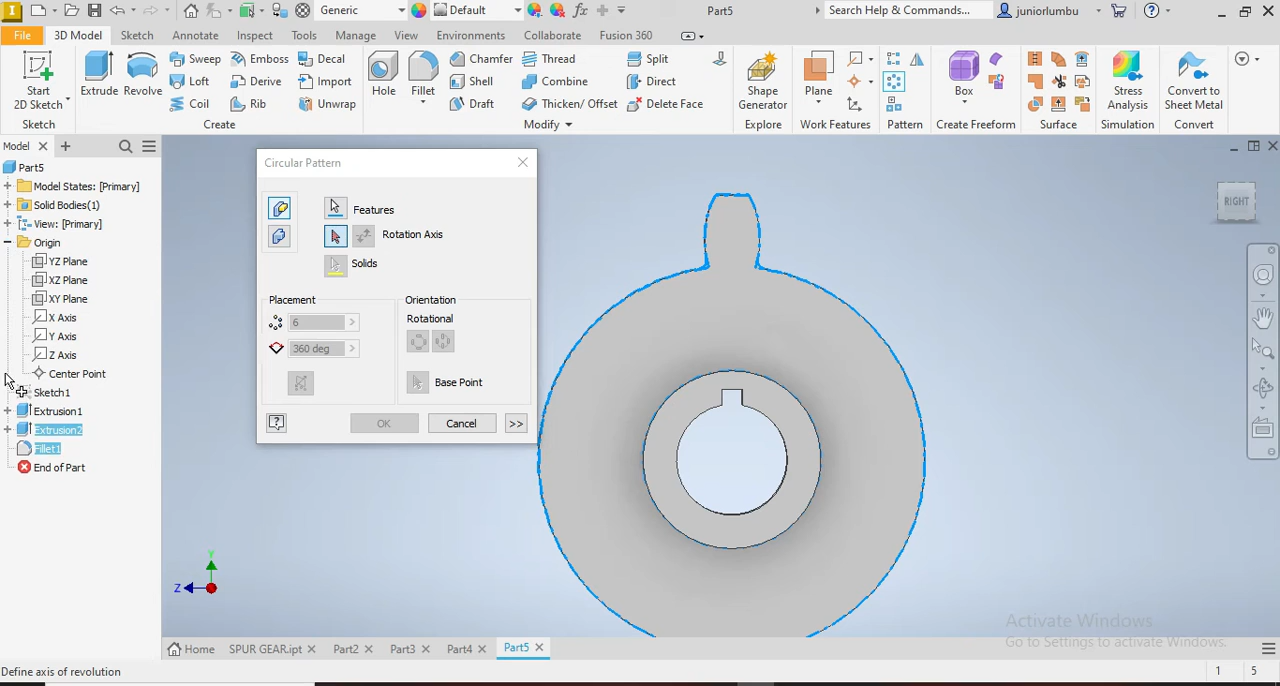 Generic
Default
fx
Part5
Search Help & Commands...
juniorlumbu
File
3D Model
Sketch
Annotate
Inspect
Tools
Manage
View
Environments
Collaborate
Fusion 360
Start
2D Sketch
Extrude
Revolve
Sweep
Loft
Coil
Emboss
Derive
Rib
Decal
Import
Unwrap
Hole
Fillet
Chamfer
Shell
Draft
Thread
Combine
Thicken/ Offset
Split
Direct
Delete Face
Shape
Generator
Plane
Box
Stress
Analysis
Convert to
Sheet Metal
Sketch
Create
Modify
Explore
Work Features
Pattern
Create Freeform
Surface
Simulation
Convert
Model
Part5
Model States: [Primary]
Solid Bodies(1)
View: [Primary]
Origin
YZ Plane
XZ Plane
XY Plane
X Axis
Y Axis
Z Axis
Center Point
Sketch1
Extrusion1
Extrusion2
Fillet1
End of Part
Circular Pattern
Features
Rotation Axis
Solids
Placement
6
360 deg
Orientation
Rotational
Base Point
?
OK
Cancel
>>
RIGHT
Y
Z
Activate Windows
Go to Settings to activate Windows.
Home
SPUR GEAR.ipt
Part2
Part3
Part4
Part5
Define axis of revolution
1
5